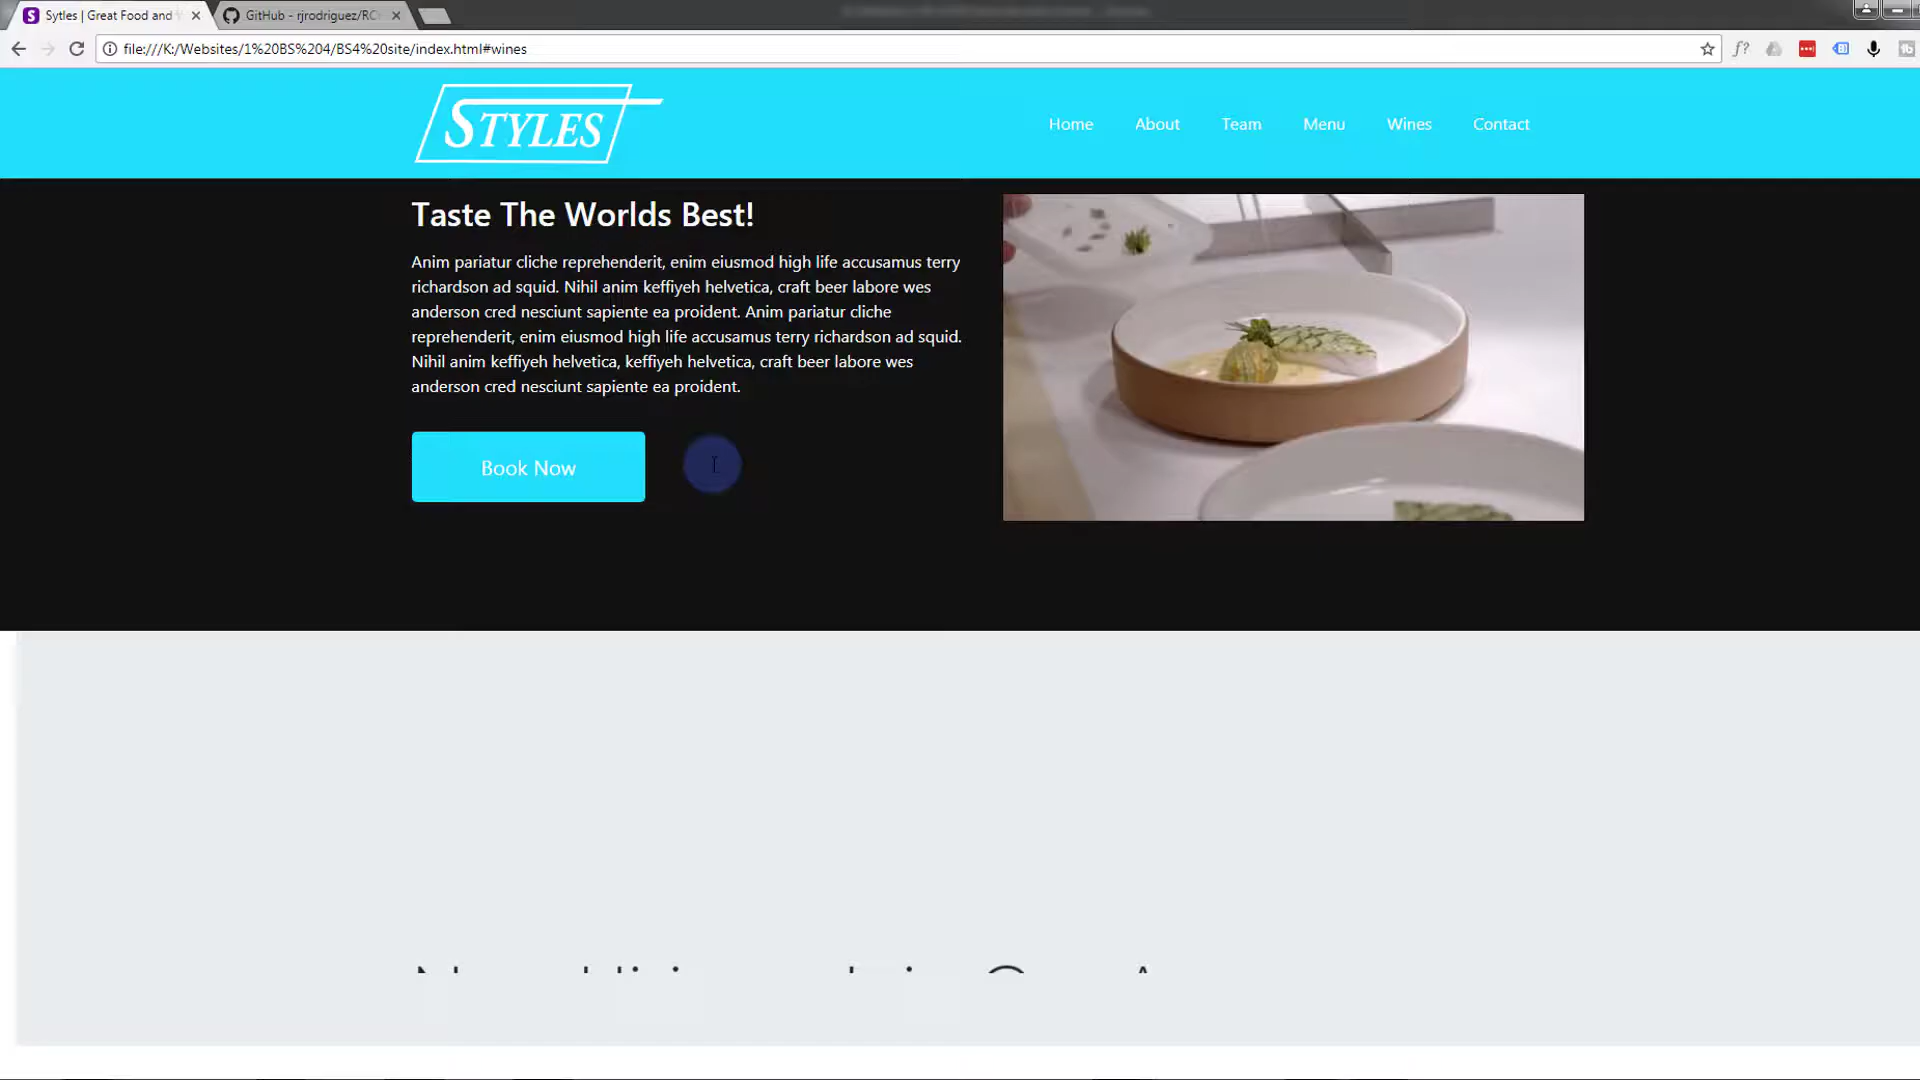 Sytles | Great Food and
GitHub - rjrodriguez/RC
file:///K:/Websites/1%20BS%204/BS4%20site/index.html#wines
f?
STYLES
Home
About
Team
Menu
Wines
Contact
Taste The Worlds Best!
Anim pariatur cliche reprehenderit, enim eiusmod high life accusamus terry
richardson ad squid. Nihil anim keffiyeh helvetica, craft beer labore wes
anderson cred nesciunt sapiente ea proident. Anim pariatur cliche
reprehenderit, enim eiusmod high life accusamus terry richardson ad squid.
Nihil anim keffiyeh helvetica, keffiyeh helvetica, craft beer labore wes
anderson cred nesciunt sapiente ea proident.
Book Now